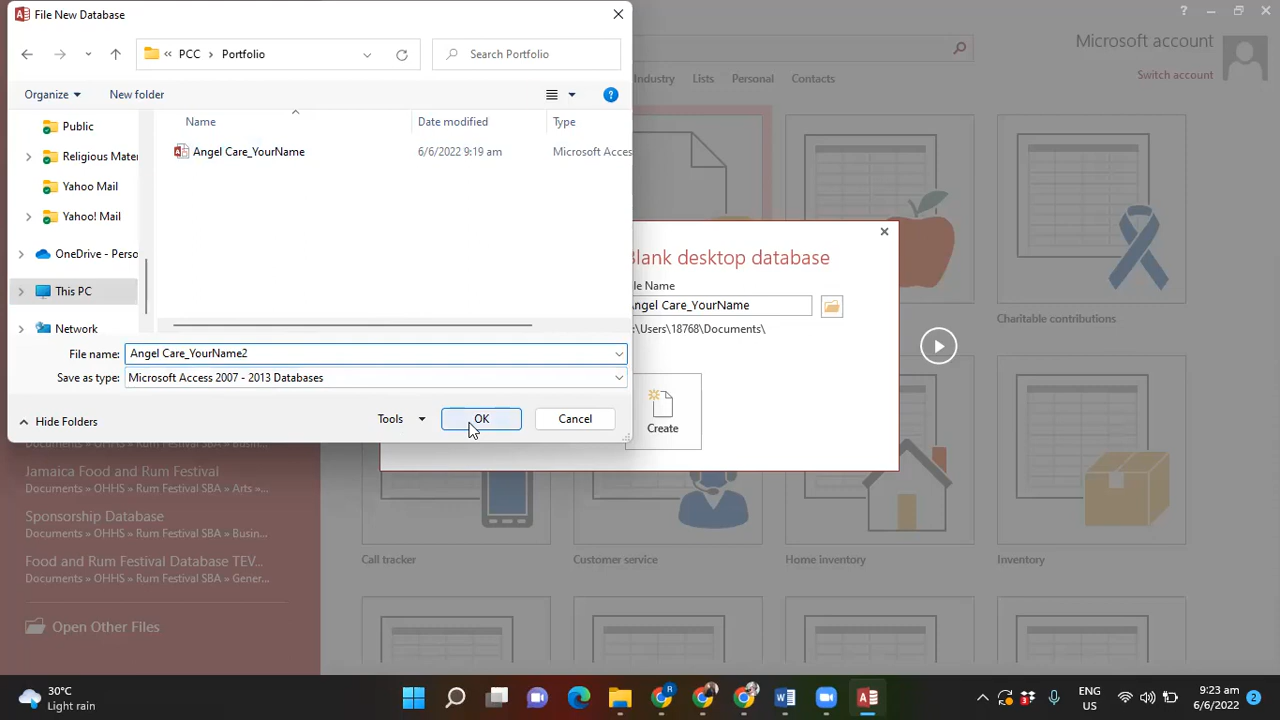 File New Database
« PCC › Portfolio
Search Portfolio
Organize
New folder
Name
Date modified
Type
Public
Religious Mater
Yahoo Mail
Yahoo! Mail
OneDrive - Perso
This PC
Network
Angel Care_YourName
6/6/2022 9:19 am
Microsoft Acces
File name:
Angel Care_YourName2
Save as type:
Microsoft Access 2007 - 2013 Databases
Hide Folders
Tools
OK
Cancel
?
Microsoft account
Switch account
Industry
Lists
Personal
Contacts
Blank desktop database
File Name
Angel Care_YourName
:\Users\18768\Documents\
Create
Charitable contributions
Jamaica Food and Rum Festival
Documents » OHHS » Rum Festival SBA » Arts »...
Sponsorship Database
Documents » OHHS » Rum Festival SBA » Busin...
Food and Rum Festival Database TEV...
Documents » OHHS » Rum Festival SBA » Gener...
Open Other Files
Call tracker
Customer service
Home inventory
Inventory
30°C
Light rain
ENG
US
9:23 am
6/6/2022
2